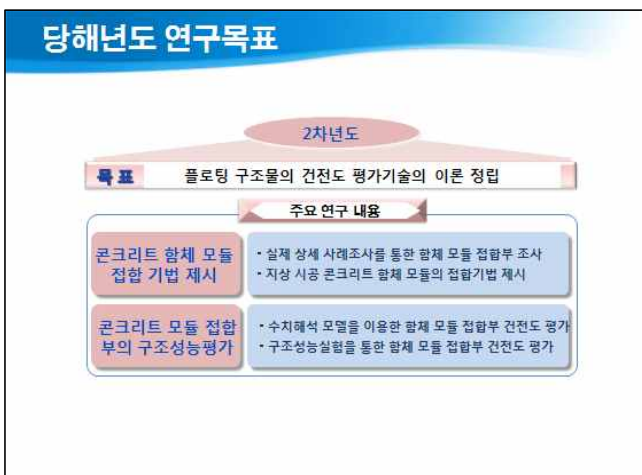 당해년도 연구목표
2차년도
목 표 플로팅 구조물의 건전도 평가기술의 이론 정립
주요 연구 내용
콘크리트 함체 모듈
접합 기법 제시
• 실제 상세 사례조사를 통한 함체 모듈 접합부 조사
• 지상 시공 콘크리트 함체 모듈의 접합기법 제시
콘크리트 모듈 접합
부의 구조성능평가
• 수치해석 모델을 이용한 함체 모듈 접합부 건전도 평가
• 구조성능실험을 통한 함체 모듈 접합부 건전도 평가